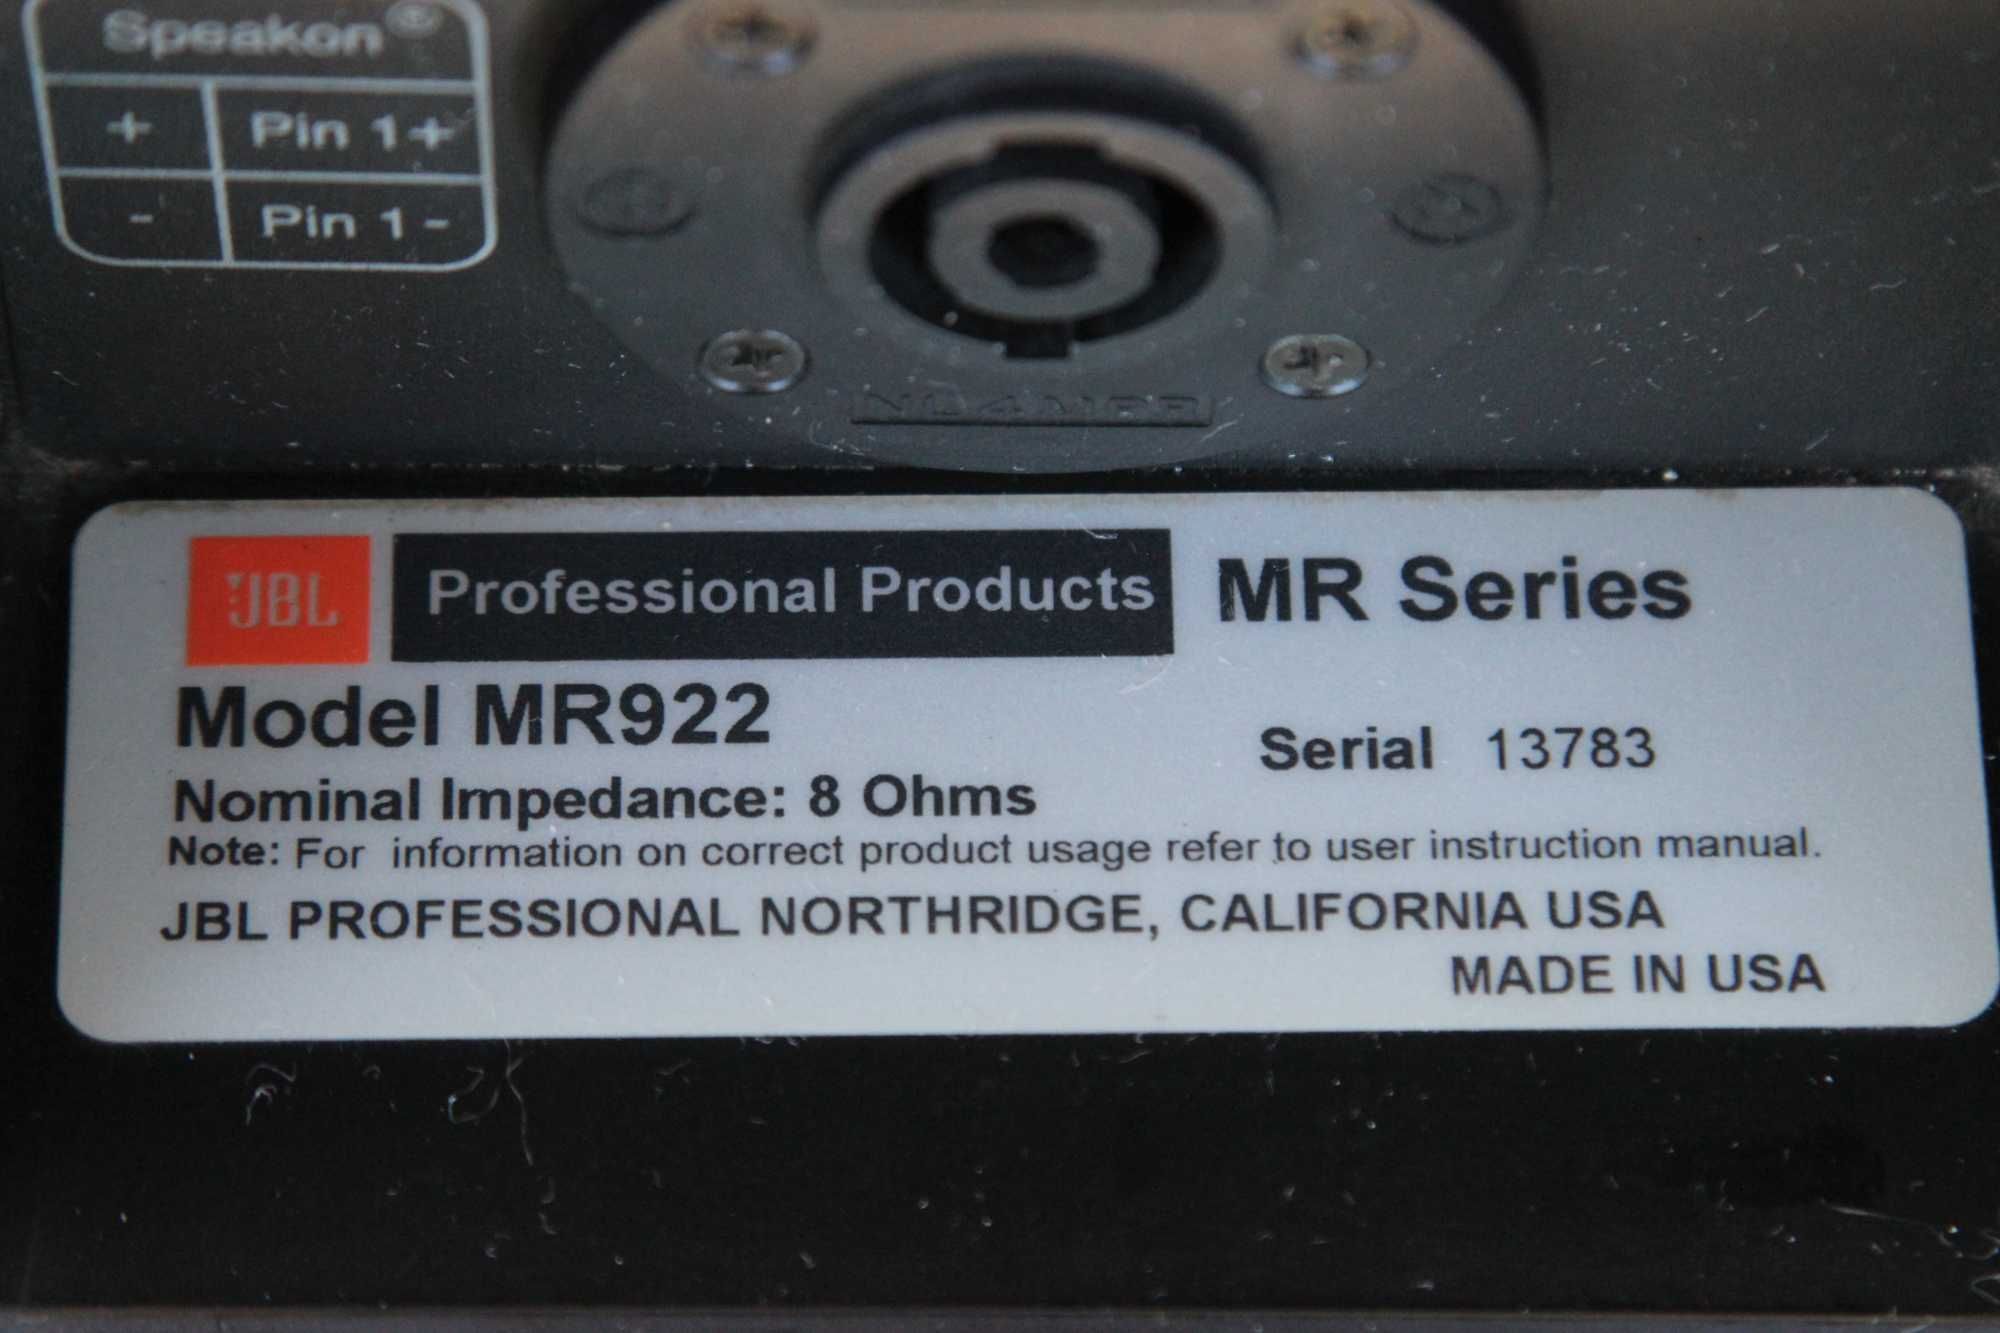 Speakon®
+ Pin 1+
- Pin 1-
NL4MPR
JBL Professional Products MR Series
Model MR922
Serial 13783
Nominal Impedance: 8 Ohms
Note: For information on correct product usage refer to user instruction manual.
JBL PROFESSIONAL NORTHRIDGE, CALIFORNIA USA
MADE IN USA